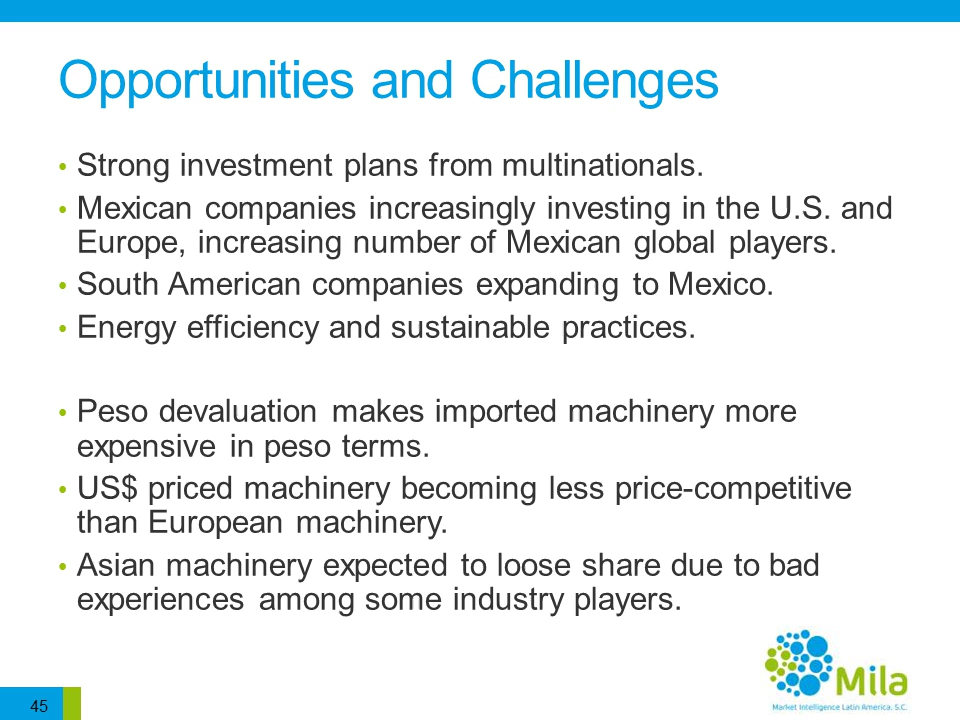 Opportunities and Challenges
• Strong investment plans from multinationals.
• Mexican companies increasingly investing in the U.S. and
Europe, increasing number of Mexican global players.
• South American companies expanding to Mexico.
• Energy efficiency and sustainable practices.
• Peso devaluation makes imported machinery more
expensive in peso terms.
• US$ priced machinery becoming less price-competitive
than European machinery.
• Asian machinery expected to loose share due to bad
experiences among some industry players.
Mila
Market Intelligence Latin America, S.C.
45